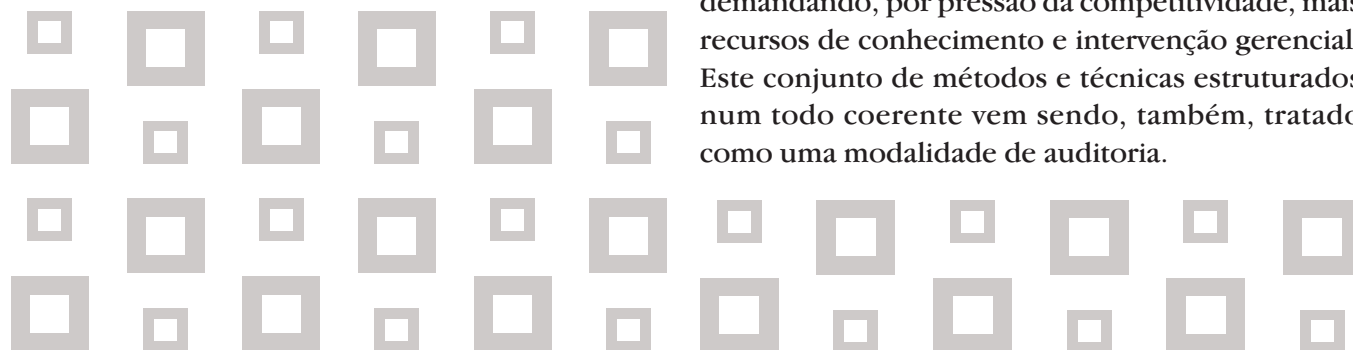 demandando, por pressão da competitividade, mais
recursos de conhecimento e intervenção gerencial
Este conjunto de métodos e técnicas estruturados
num todo coerente vem sendo, também, tratado
como uma modalidade de auditoria.